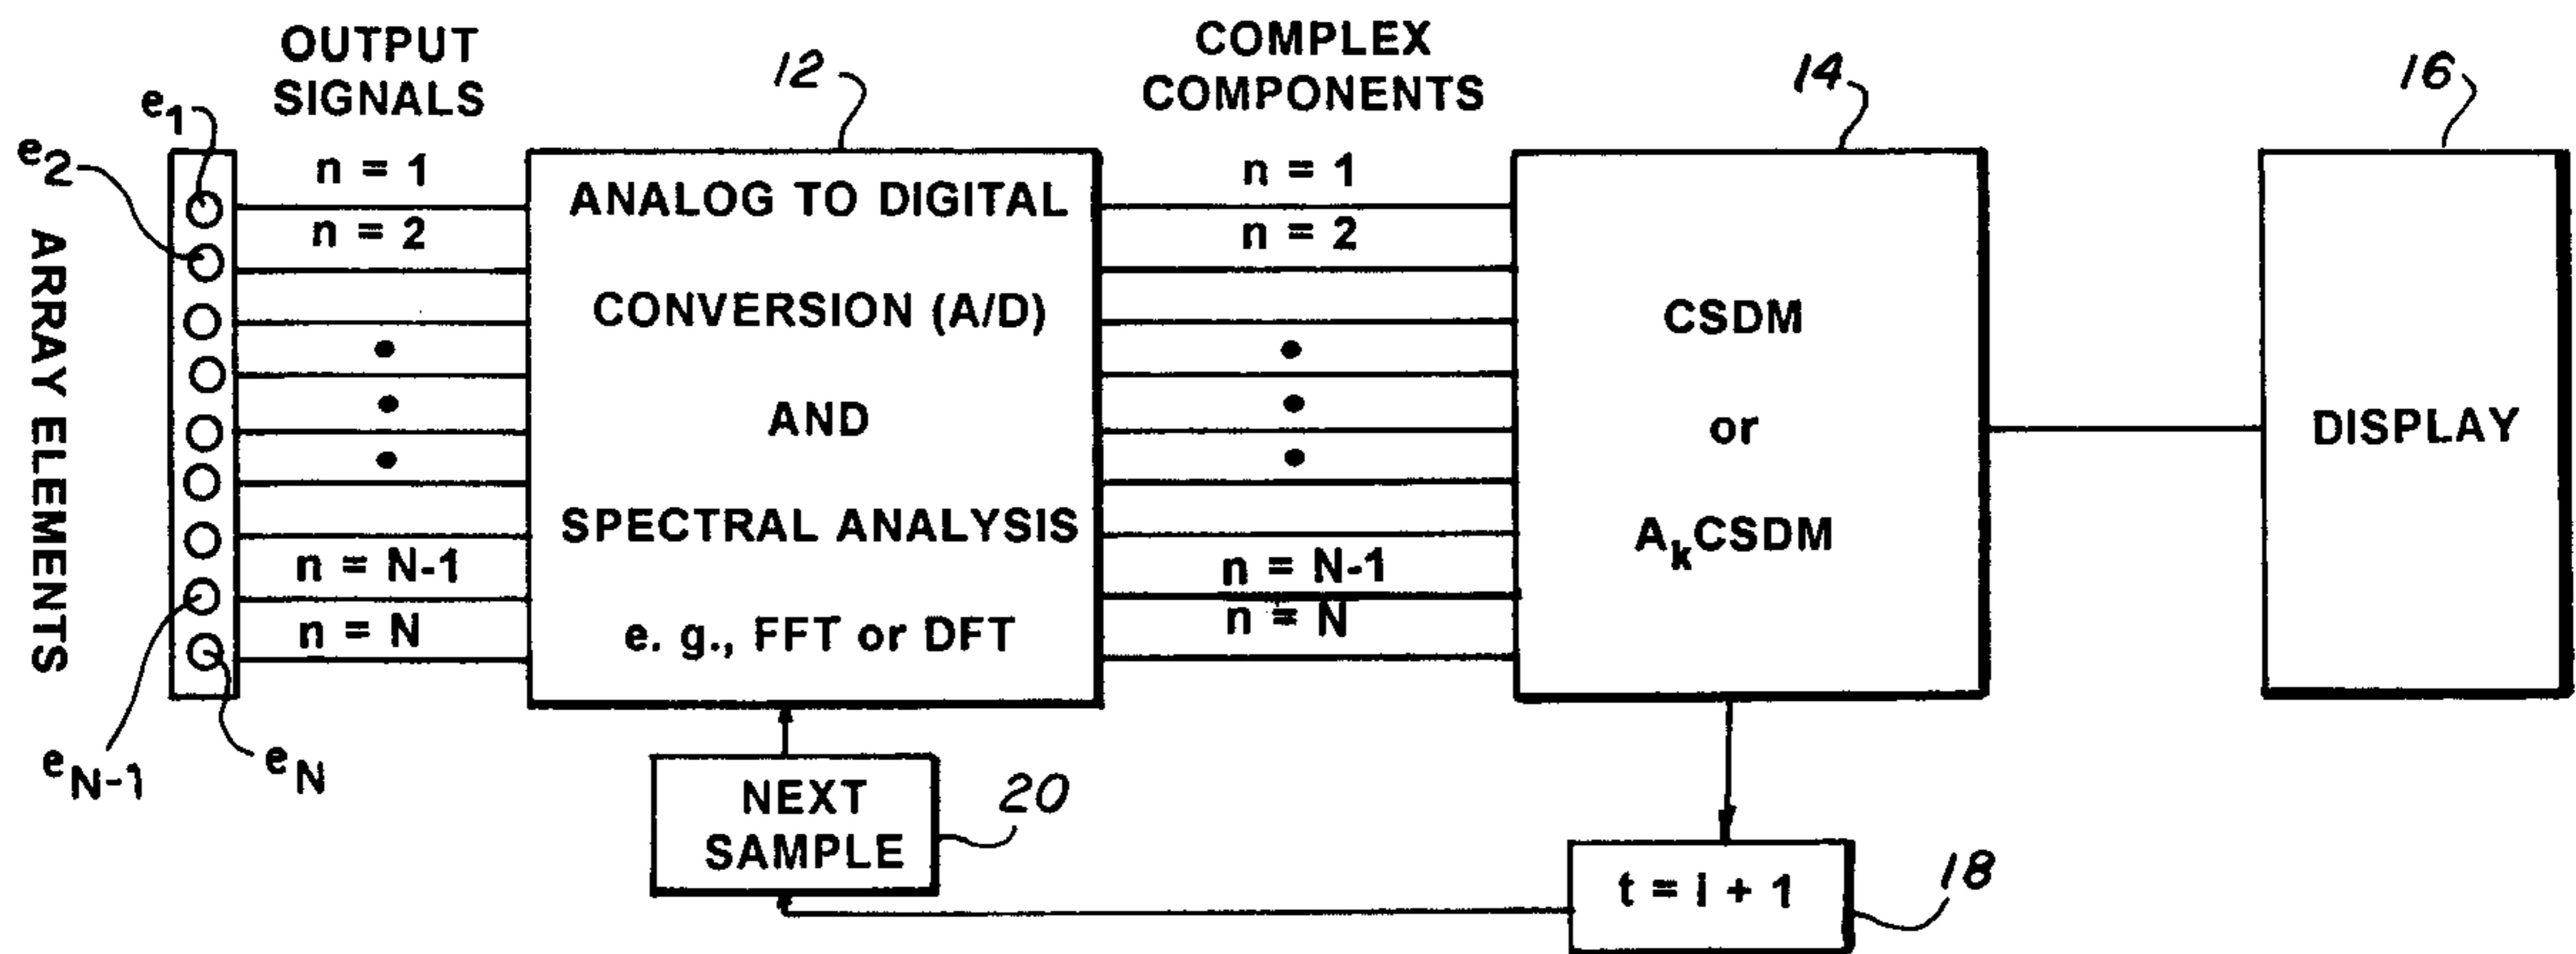 OUTPUT
SIGNALS
COMPLEX
COMPONENTS
12
14
16
e1
e2
ARRAY ELEMENTS
n = 1
n = 2
n = N-1
n = N
eN-1
eN
ANALOG TO DIGITAL
CONVERSION (A/D)
AND
SPECTRAL ANALYSIS
e. g., FFT or DFT
n = 1
n = 2
n = N-1
n = N
CSDM
or
AkCSDM
DISPLAY
NEXT
SAMPLE
20
t = i + 1
18